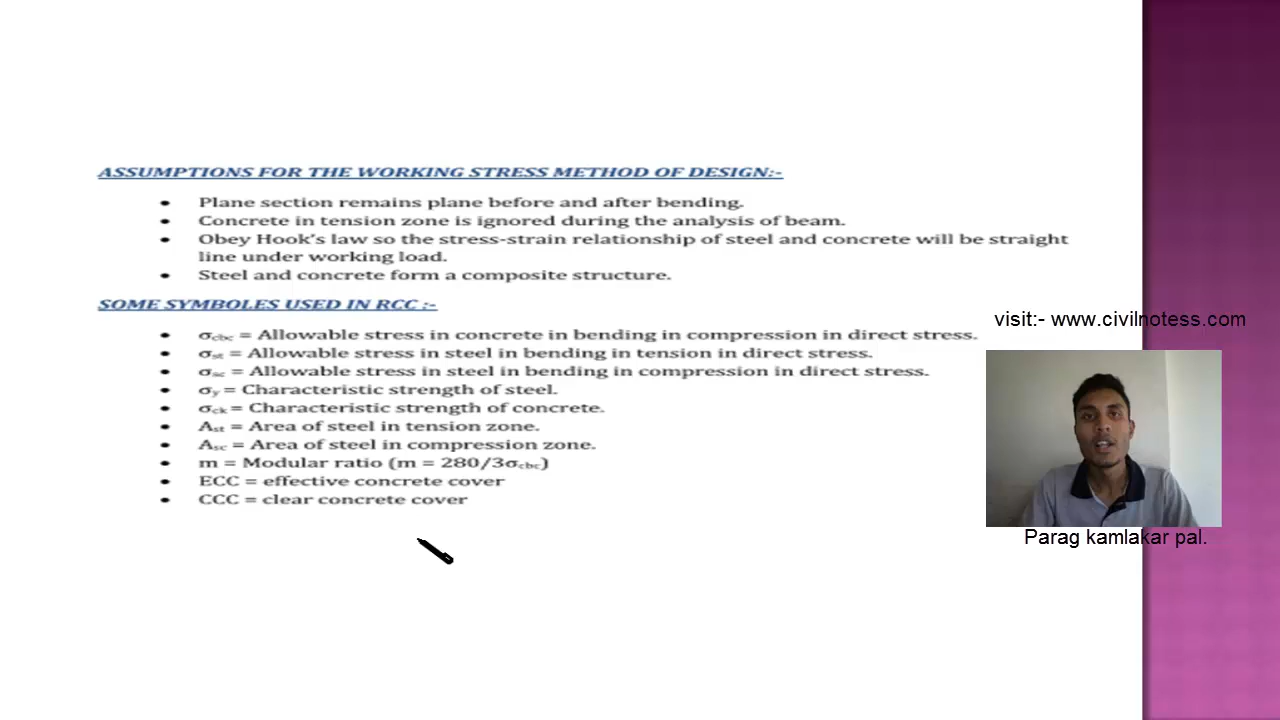 ASSUMPTIONS FOR THE WORKING STRESS METHOD OF DESIGN:-
• Plane section remains plane before and after bending.
• Concrete in tension zone is ignored during the analysis of beam.
• Obey Hook's law so the stress-strain relationship of steel and concrete will be straight
line under working load.
• Steel and concrete form a composite structure.
SOME SYMBOLES USED IN RCC :-
• σcbc = Allowable stress in concrete in bending in compression in direct stress.
• σst = Allowable stress in steel in bending in tension in direct stress.
• σsc = Allowable stress in steel in bending in compression in direct stress.
• σy = Characteristic strength of steel.
• σck = Characteristic strength of concrete.
• Ast = Area of steel in tension zone.
• Asc = Area of steel in compression zone.
• m = Modular ratio (m = 280/3σcbc)
• ECC = effective concrete cover
• CCC = clear concrete cover
visit:- www.civilnotess.com
Parag kamlakar pal.